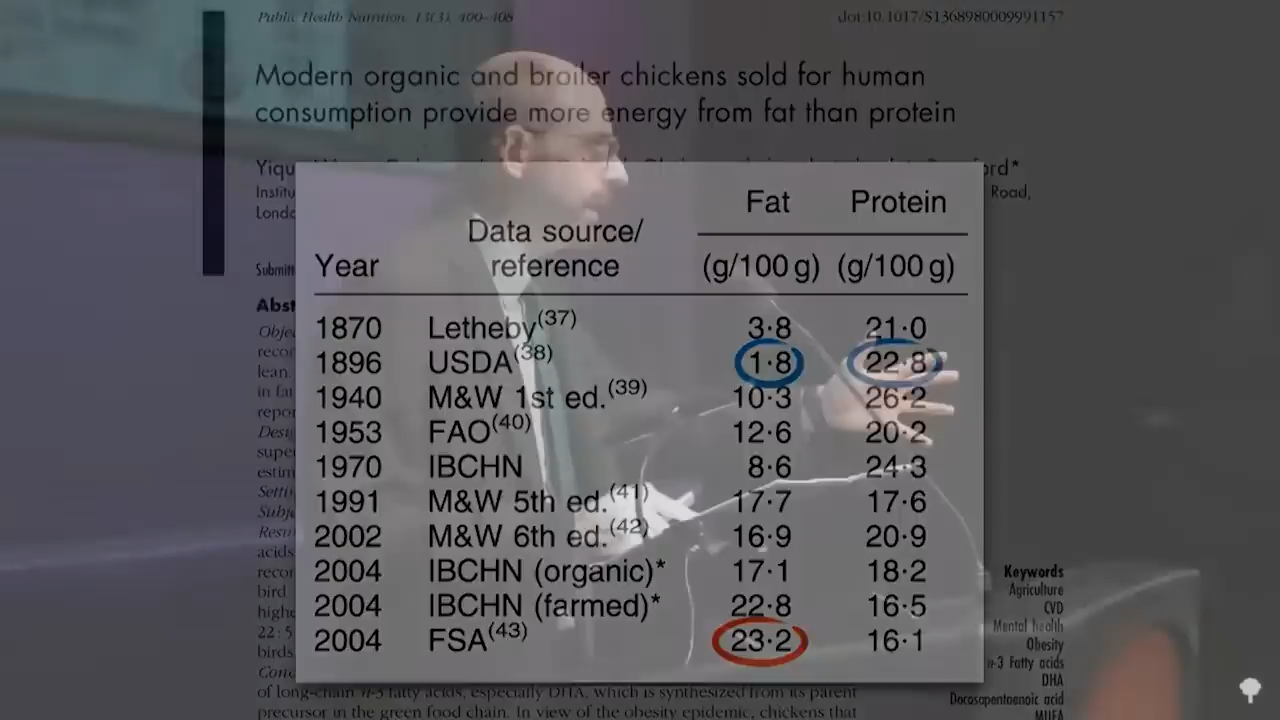 Public Health Nutrition: 13(3), 400–408
doi:10.1017/S1368980009991157
Modern organic and broiler chickens sold for human
consumption provide more energy from fat than protein
Road,
Fat Protein
Data source/
Year reference (g/100 g) (g/100 g)
1870 Letheby(37) 3·8 21·0
1896 USDA(38) 1·8 22·8
1940 M&W 1st ed.(39) 10·3 26·2
1953 FAO(40) 12·6 20·2
1970 IBCHN 8·6 24·3
1991 M&W 5th ed.(41) 17·7 17·6
2002 M&W 6th ed.(42) 16·9 20·9
2004 IBCHN (organic)* 17·1 18·2
2004 IBCHN (farmed)* 22·8 16·5
2004 FSA(43) 23·2 16·1
Keywords
Agriculture
CVD
Mental health
Obesity
n-3 Fatty acids
DHA
Docosapentaenoic acid
MUFA
of long-chain n-3 fatty acids, especially DHA, which is synthesized from its parent
precursor in the green food chain. In view of the obesity epidemic, chickens that